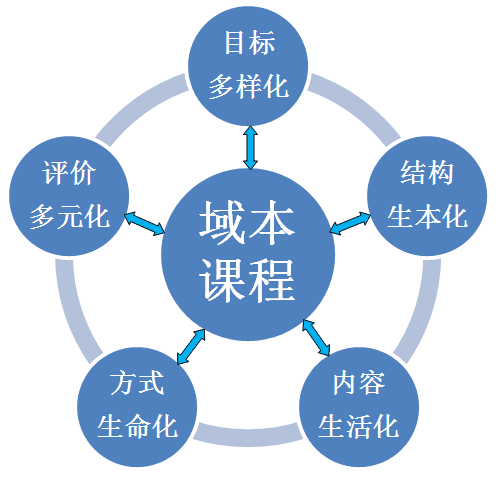 目标
多样化
评价
多元化
结构
生本化
域本
课程
方式
生命化
内容
生活化